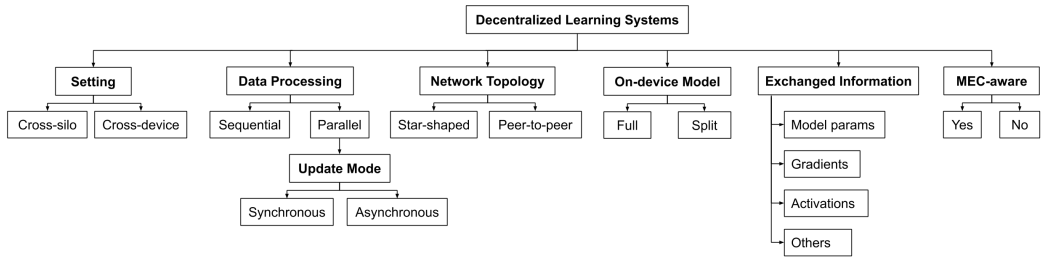 Decentralized Learning Systems
Setting
Data Processing
Network Topology
On-device Model
Exchanged Information
MEC-aware
Cross-silo
Cross-device
Sequential
Parallel
Star-shaped
Peer-to-peer
Full
Split
Model params
Yes
No
Update Mode
Gradients
Synchronous
Asynchronous
Activations
Others